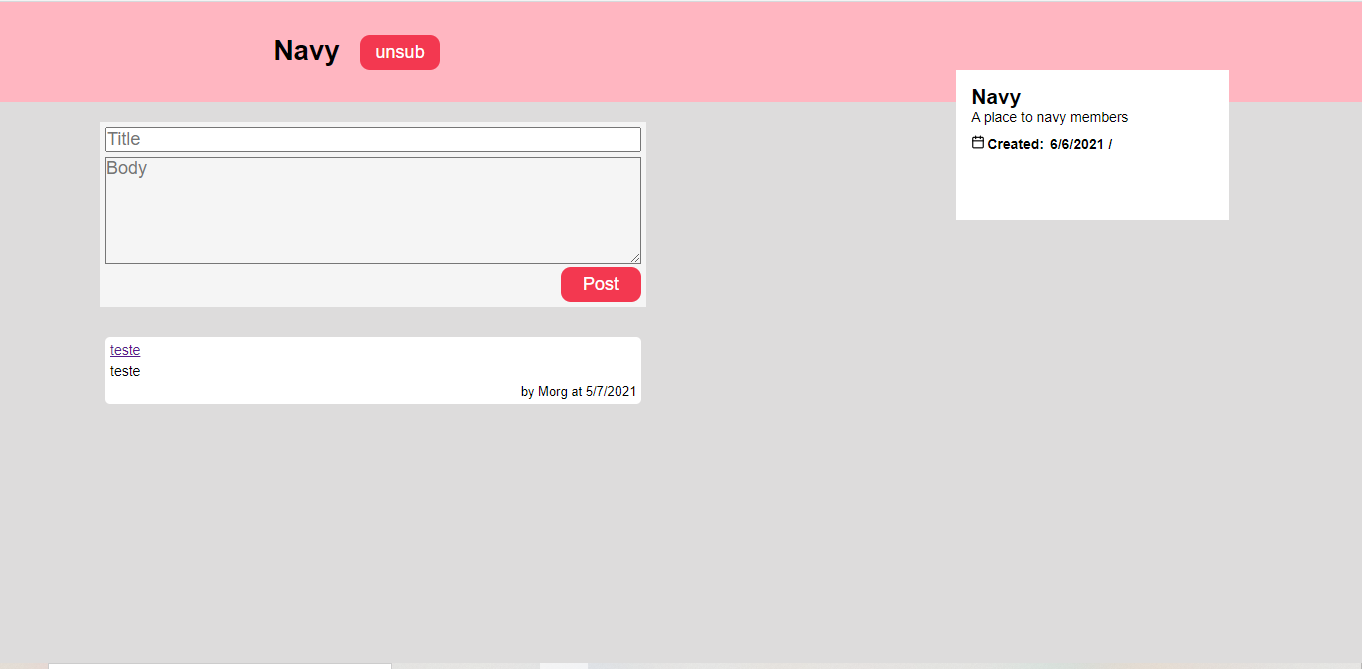 Navy unsub
Navy
A place to navy members
Created: 6/6/2021 /
Title
Body
Post
teste
teste
by Morg at 5/7/2021